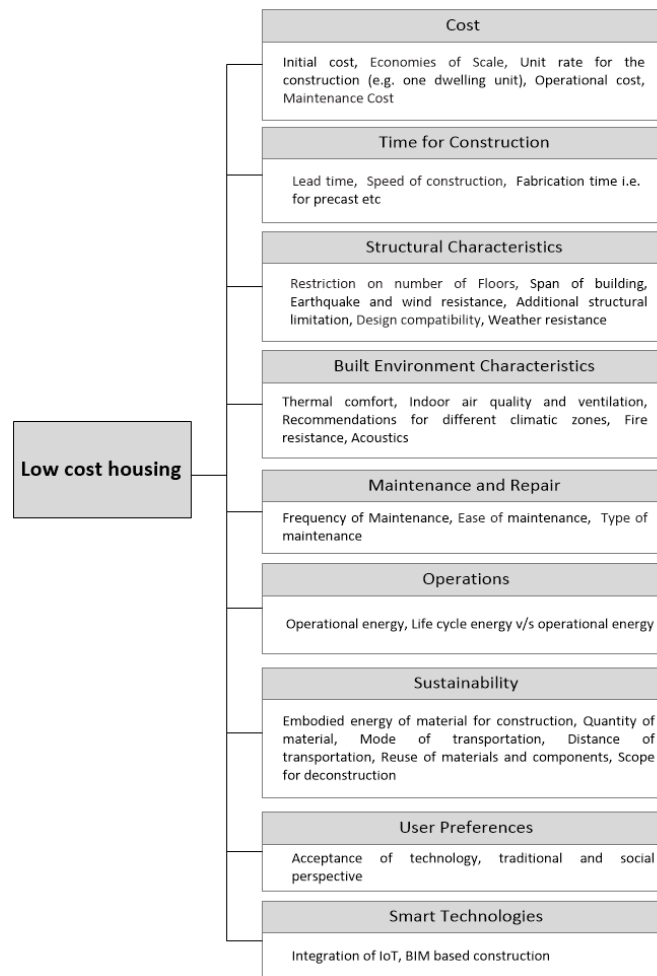 Cost
Initial cost, Economies of Scale, Unit rate for the
construction (e.g. one dwelling unit), Operational cost,
Maintenance Cost
Time for Construction
Lead time, Speed of construction, Fabrication time i.e.
for precast etc
Structural Characteristics
Restriction on number of Floors, Span of building,
Earthquake and wind resistance, Additional structural
limitation, Design compatibility, Weather resistance
Built Environment Characteristics
Thermal comfort, Indoor air quality and ventilation,
Recommendations for different climatic zones, Fire
resistance, Acoustics
Low cost housing
Maintenance and Repair
Frequency of Maintenance, Ease of maintenance, Type of
maintenance
Operations
Operational energy, Life cycle energy v/s operational energy
Sustainability
Embodied energy of material for construction, Quantity of
material, Mode of transportation, Distance of
transportation, Reuse of materials and components, Scope
for deconstruction
User Preferences
Acceptance of technology, traditional and social
perspective
Smart Technologies
Integration of IoT, BIM based construction